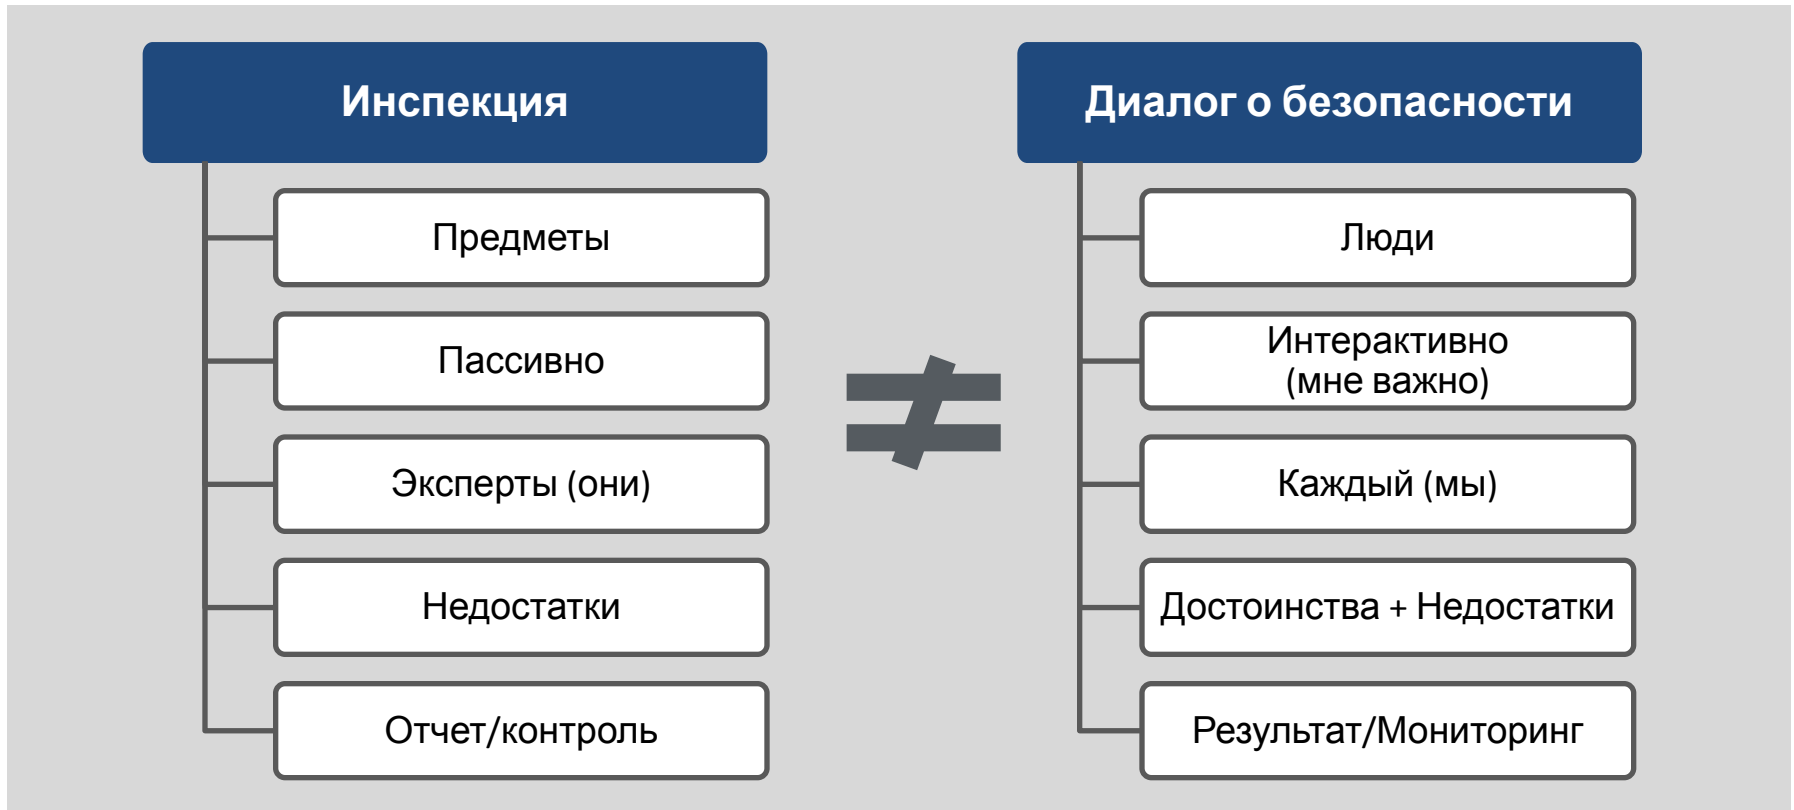 Инспекция
Предметы
Пассивно
Эксперты (они)
Недостатки
Отчет/контроль
≠
Диалог о безопасности
Люди
Интерактивно
(мне важно)
Каждый (мы)
Достоинства + Недостатки
Результат/Мониторинг